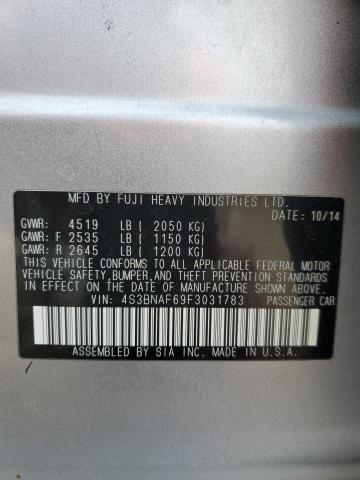 MFD BY FUJI HEAVY INDUSTRIES LTD.
DATE: 10/14
GVWR: 4519 LB ( 2050 KG)
GAWR: F 2535 LB ( 1150 KG)
GAWR: R 2645 LB ( 1200 KG)
THIS VEHICLE CONFORMS TO ALL APPLICABLE FEDERAL MOTOR
VEHICLE SAFETY, BUMPER, AND THEFT PREVENTION STANDARDS
IN EFFECT ON THE DATE OF MANUFACTURE SHOWN ABOVE.
VIN: 4S3BNAF69F3031783 PASSENGER CAR
ASSEMBLED BY SIA INC. MADE IN U.S.A.